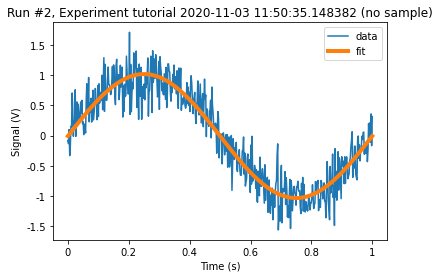 Run #2, Experiment tutorial 2020-11-03 11:50:35.148382 (no sample)
data
fit
1.5
1
0.5
0
-0.5
-1
-1.5
Signal (V)
0
0.2
0.4
0.6
0.8
1
Time (s)